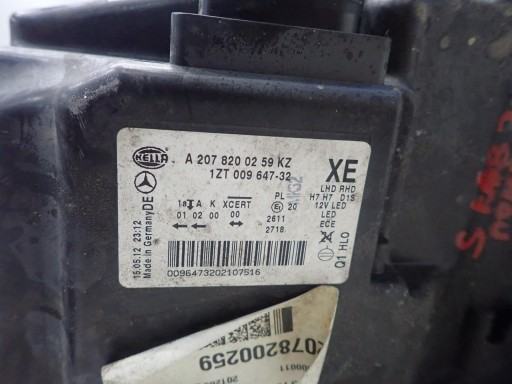 HELLA
A 207 820 02 59 KZ
1ZT 009 647-32
XE
LHD RHD
H7 H7 D1S
12V LED
LED
ECE
Q1 HLO
A K XCERT
01 02 00 00
PL
E1 20
2611
2718
DE
Made in Germany
15.05.12 23:12
0096473202107516
2078200259